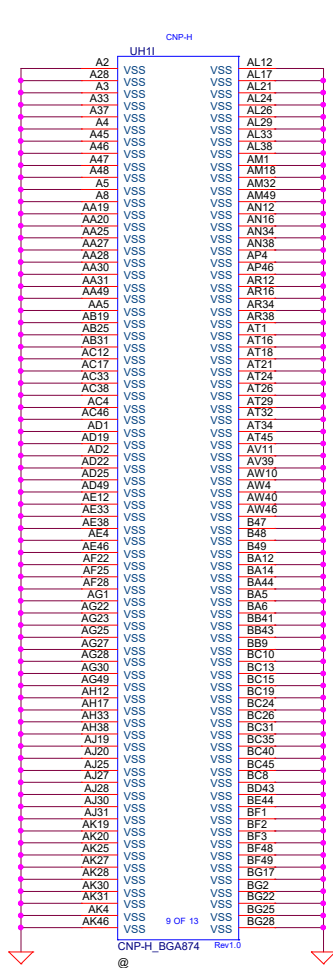 CNP-H
UH1I
A2 VSS VSS AL12
A28 VSS VSS AL17
A3 VSS VSS AL21
A33 VSS VSS AL24
A37 VSS VSS AL26
A4 VSS VSS AL29
A45 VSS VSS AL33
A46 VSS VSS AL38
A47 VSS VSS AM1
A48 VSS VSS AM18
A5 VSS VSS AM32
A8 VSS VSS AM49
AA19 VSS VSS AN12
AA20 VSS VSS AN16
AA25 VSS VSS AN34
AA27 VSS VSS AN38
AA28 VSS VSS AP4
AA30 VSS VSS AP46
AA31 VSS VSS AR12
AA49 VSS VSS AR16
AA5 VSS VSS AR34
AB19 VSS VSS AR38
AB25 VSS VSS AT1
AB31 VSS VSS AT16
AC12 VSS VSS AT18
AC17 VSS VSS AT21
AC33 VSS VSS AT24
AC38 VSS VSS AT26
AC4 VSS VSS AT29
AC46 VSS VSS AT32
AD1 VSS VSS AT34
AD19 VSS VSS AT45
AD2 VSS VSS AV11
AD22 VSS VSS AV39
AD25 VSS VSS AW10
AD49 VSS VSS AW4
AE12 VSS VSS AW40
AE33 VSS VSS AW46
AE38 VSS VSS B47
AE4 VSS VSS B48
AE46 VSS VSS B49
AF22 VSS VSS BA12
AF25 VSS VSS BA14
AF28 VSS VSS BA44
AG1 VSS VSS BA5
AG22 VSS VSS BA6
AG23 VSS VSS BB41
AG25 VSS VSS BB43
AG27 VSS VSS BB9
AG28 VSS VSS BC10
AG30 VSS VSS BC13
AG49 VSS VSS BC15
AH12 VSS VSS BC19
AH17 VSS VSS BC24
AH33 VSS VSS BC26
AH38 VSS VSS BC31
AJ19 VSS VSS BC35
AJ20 VSS VSS BC40
AJ25 VSS VSS BC45
AJ27 VSS VSS BC8
AJ28 VSS VSS BD43
AJ30 VSS VSS BE44
AJ31 VSS VSS BF1
AK19 VSS VSS BF2
AK20 VSS VSS BF3
AK25 VSS VSS BF48
AK27 VSS VSS BF49
AK28 VSS VSS BG17
AK30 VSS VSS BG2
AK31 VSS VSS BG22
AK4 VSS VSS BG25
AK46 VSS 9 OF 13 VSS BG28
VSS VSS
CNP-H_BGA874 Rev1.0
@